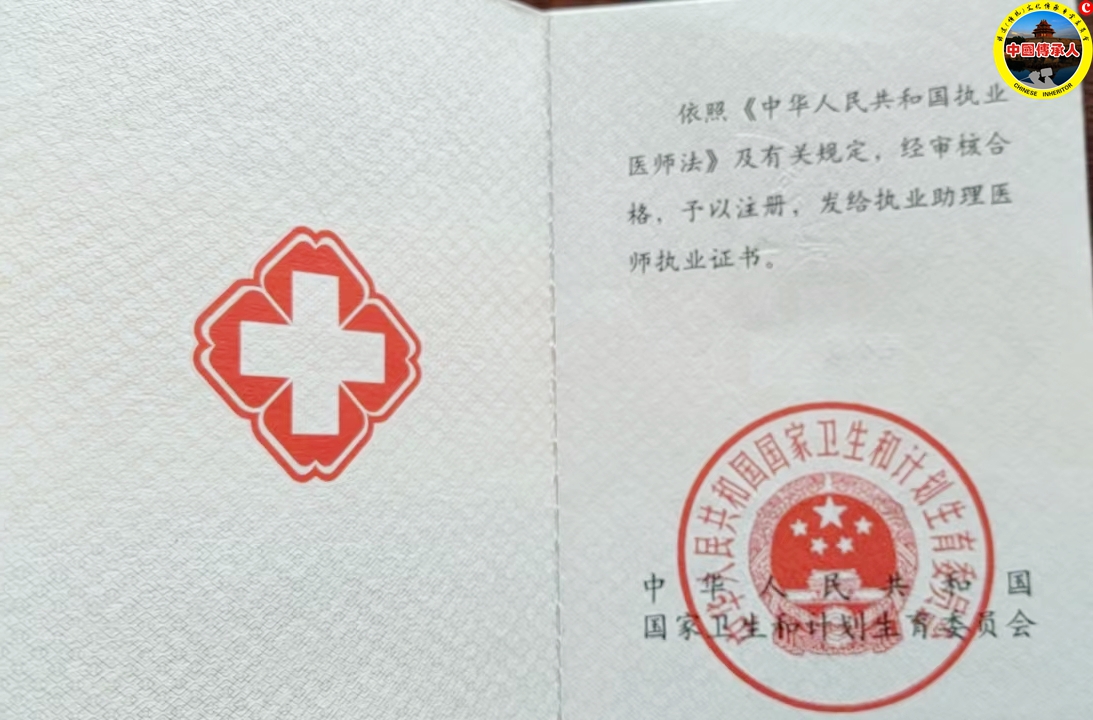 依照《中华人民共和国执业
医师法》及有关规定，经审核合
格，予以注册，发给执业助理医
师执业证书。
中华人民共和国国家卫生和计划生育委员会
中华人民共和国
国家卫生和计划生育委员会
中國傳承人
CHINESE INHERITOR
C